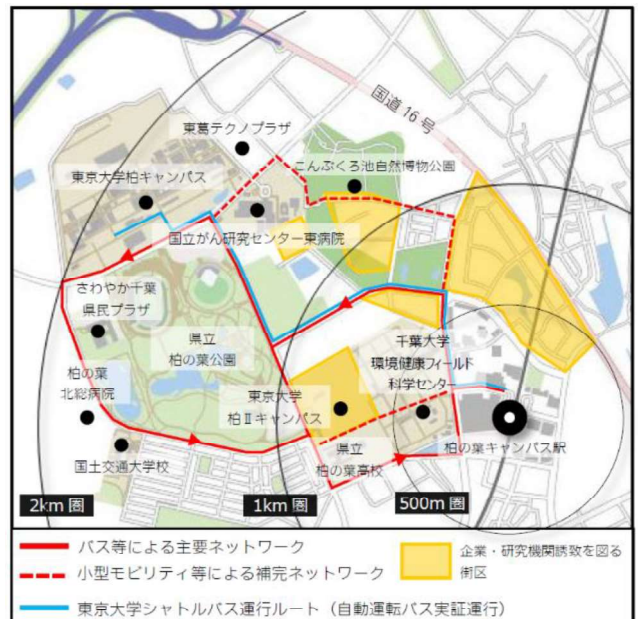 国道16号
東葛テクノプラザ
こんぶくろ池自然博物公園
東京大学柏キャンパス
国立がん研究センター東病院
さわやか千葉
県民プラザ
県立
柏の葉公園
千葉大学
環境健康フィールド
科学センター
柏の葉
北総病院
東京大学
柏Ⅱキャンパス
国土交通大学校
県立
柏の葉高校
柏の葉キャンパス駅
2km圏
1km圏
500m圏
バス等による主要ネットワーク
小型モビリティ等による補完ネットワーク
企業・研究機関誘致を図る
街区
東京大学シャトルバス運行ルート（自動運転バス実証運行）